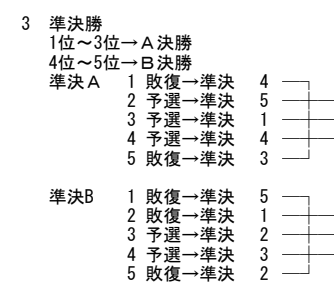 3 準決勝
1位～3位→Ａ決勝
4位～5位→Ｂ決勝
準決Ａ 1 敗復→準決 4
2 予選→準決 5
3 予選→準決 1
4 予選→準決 4
5 敗復→準決 3
準決B 1 敗復→準決 5
2 敗復→準決 1
3 予選→準決 2
4 予選→準決 3
5 敗復→準決 2